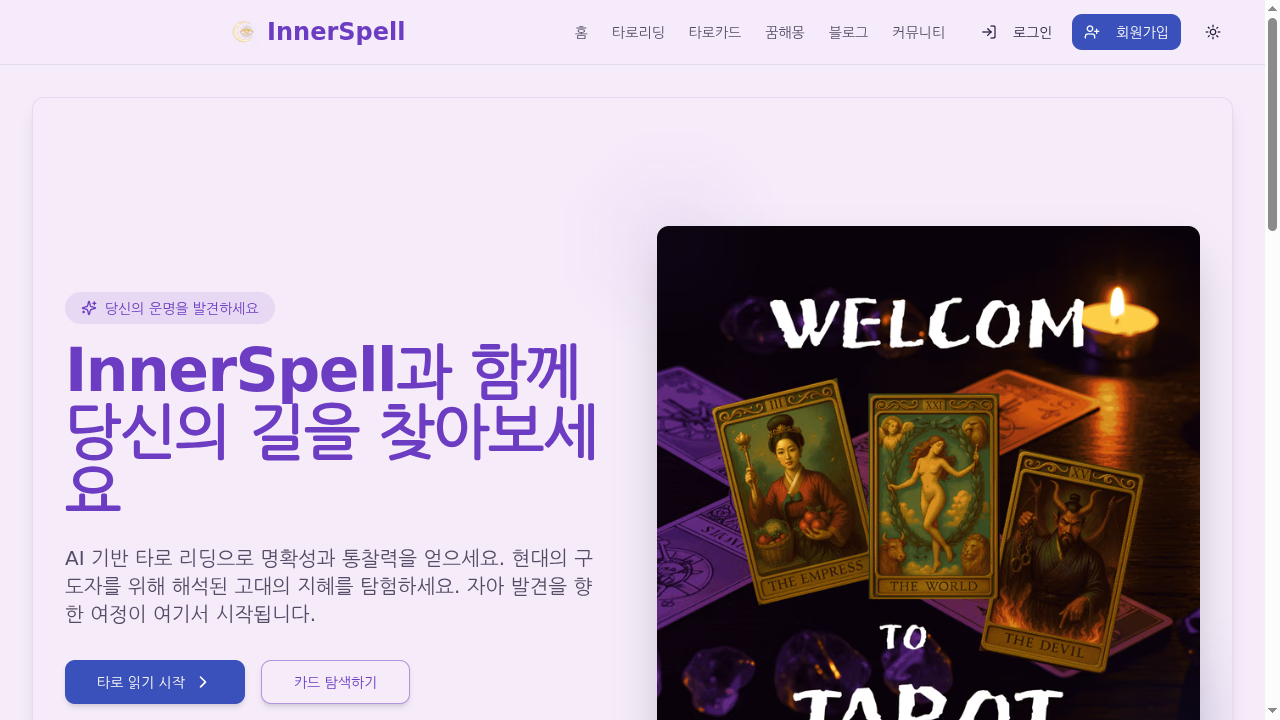 InnerSpell
홈
타로리딩
타로카드
꿈해몽
블로그
커뮤니티
로그인
회원가입
당신의 운명을 발견하세요
InnerSpell과 함께
당신의 길을 찾아보세
요
AI 기반 타로 리딩으로 명확성과 통찰력을 얻으세요. 현대의 구
도자를 위해 해석된 고대의 지혜를 탐험하세요. 자아 발견을 향
한 여정이 여기서 시작됩니다.
타로 읽기 시작
카드 탐색하기
WELCOM
III
THE EMPRESS
XXI
THE WORLD
XV
THE DEVIL
TO
TAROT